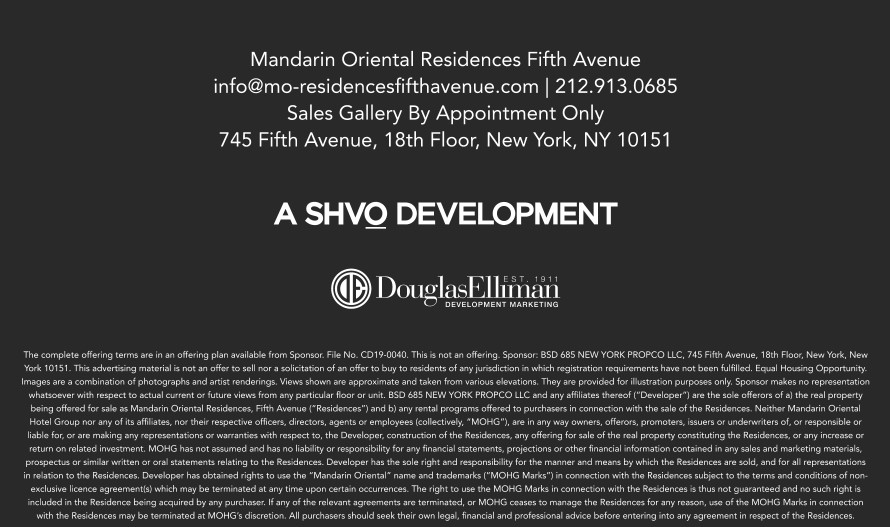 Mandarin Oriental Residences Fifth Avenue
info@mo-residencesfifthavenue.com | 212.913.0685
Sales Gallery By Appointment Only
745 Fifth Avenue, 18th Floor, New York, NY 10151
A SHVO DEVELOPMENT
EST. 1911
DE DouglasElliman
DEVELOPMENT MARKETING
The complete offering terms are in an offering plan available from Sponsor. File No. CD19-0040. This is not an offering. Sponsor: BSD 685 NEW YORK PROPCO LLC, 745 Fifth Avenue, 18th Floor, New York, New
York 10151. This advertising material is not an offer to sell nor a solicitation of an offer to buy to residents of any jurisdiction in which registration requirements have not been fulfilled. Equal Housing Opportunity.
Images are a combination of photographs and artist renderings. Views shown are approximate and taken from various elevations. They are provided for illustration purposes only. Sponsor makes no representation
whatsoever with respect to actual current or future views from any particular floor or unit. BSD 685 NEW YORK PROPCO LLC and any affiliates thereof (“Developer”) are the sole offerors of a) the real property
being offered for sale as Mandarin Oriental Residences, Fifth Avenue (“Residences”) and b) any rental programs offered to purchasers in connection with the sale of the Residences. Neither Mandarin Oriental
Hotel Group nor any of its affiliates, nor their respective officers, directors, agents or employees (collectively, “MOHG”), are in any way owners, offerors, promoters, issuers or underwriters of, or responsible or
liable for, or are making any representations or warranties with respect to, the Developer, construction of the Residences, any offering for sale of the real property constituting the Residences, or any increase or
return on related investment. MOHG has not assumed and has no liability or responsibility for any financial statements, projections or other financial information contained in any sales and marketing materials,
prospectus or similar written or oral statements relating to the Residences. Developer has the sole right and responsibility for the manner and means by which the Residences are sold, and for all representations
in relation to the Residences. Developer has obtained rights to use the “Mandarin Oriental” name and trademarks (“MOHG Marks”) in connection with the Residences subject to the terms and conditions of non-
exclusive licence agreement(s) which may be terminated at any time upon certain occurrences. The right to use the MOHG Marks in connection with the Residences is thus not guaranteed and no such right is
included in the Residence being acquired by any purchaser. If any of the relevant agreements are terminated, or MOHG ceases to manage the Residences for any reason, use of the MOHG Marks in connection
with the Residences may be terminated at MOHG’s discretion. All purchasers should seek their own legal, financial and professional advice before entering into any agreement in respect of the Residences.